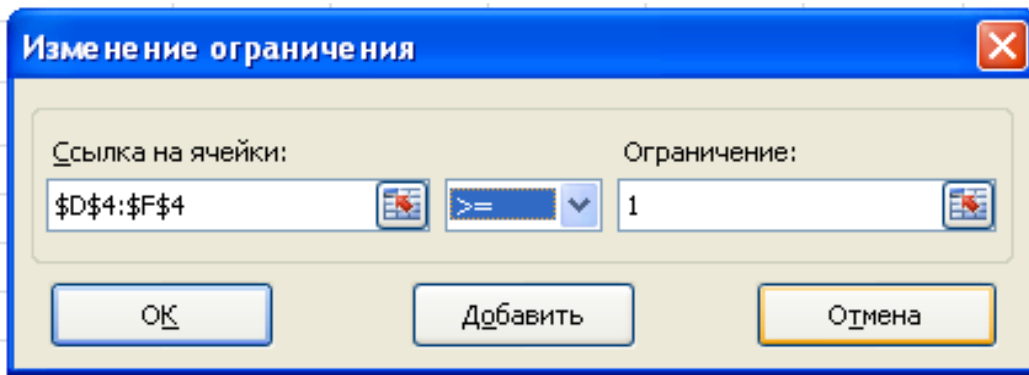 Изменение ограничения
Ссылка на ячейки: Ограничение:
$D$4:$F$4 >= 1
ОК Добавить Отмена